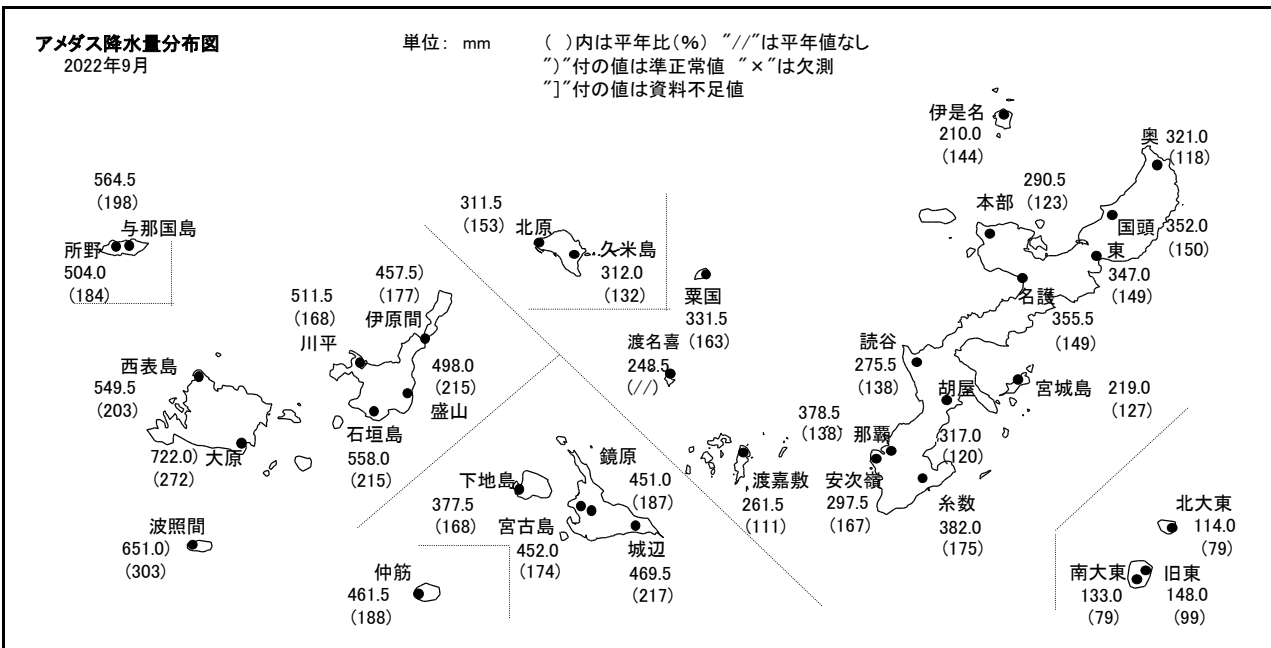 アメダス降水量分布図
2022年9月
単位： mm
（ ）内は平年比（％） ″//″は平年値なし
″)″付の値は準正常値 ″×″は欠測
″]″付の値は資料不足値
伊是名
210.0
(144)
奥 321.0
(118)
290.5
本部 (123)
国頭 352.0
(150)
東
347.0
(149)
名護
355.5
(149)
564.5
(198)
与那国島
所野
504.0
(184)
311.5
(153) 北原
久米島
312.0
(132)
粟国
331.5
(163)
渡名喜
248.5
(//)
読谷
275.5
(138)
胡屋
317.0
(120)
宮城島
219.0
(127)
457.5)
(177)
伊原間
511.5
(168)
川平
498.0
(215)
盛山
石垣島
558.0
(215)
西表島
549.5
(203)
722.0) 大原
(272)
波照間
651.0)
(303)
378.5
(138) 那覇
安次嶺
297.5
(167)
糸数
382.0
(175)
渡嘉敷
261.5
(111)
下地島
377.5
(168)
鏡原
451.0
(187)
宮古島
452.0
(174)
城辺
469.5
(217)
仲筋
461.5
(188)
北大東
114.0
(79)
南大東
133.0
(79)
旧東
148.0
(99)